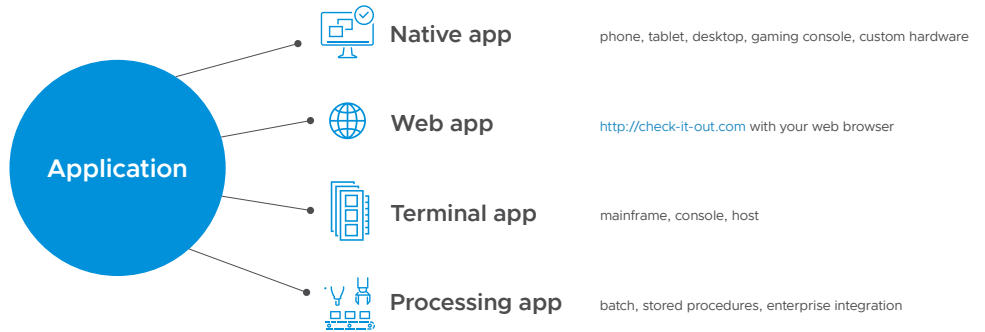 Application
Native app
phone, tablet, desktop, gaming console, custom hardware
Web app
http://check-it-out.com with your web browser
Terminal app
mainframe, console, host
Processing app
batch, stored procedures, enterprise integration